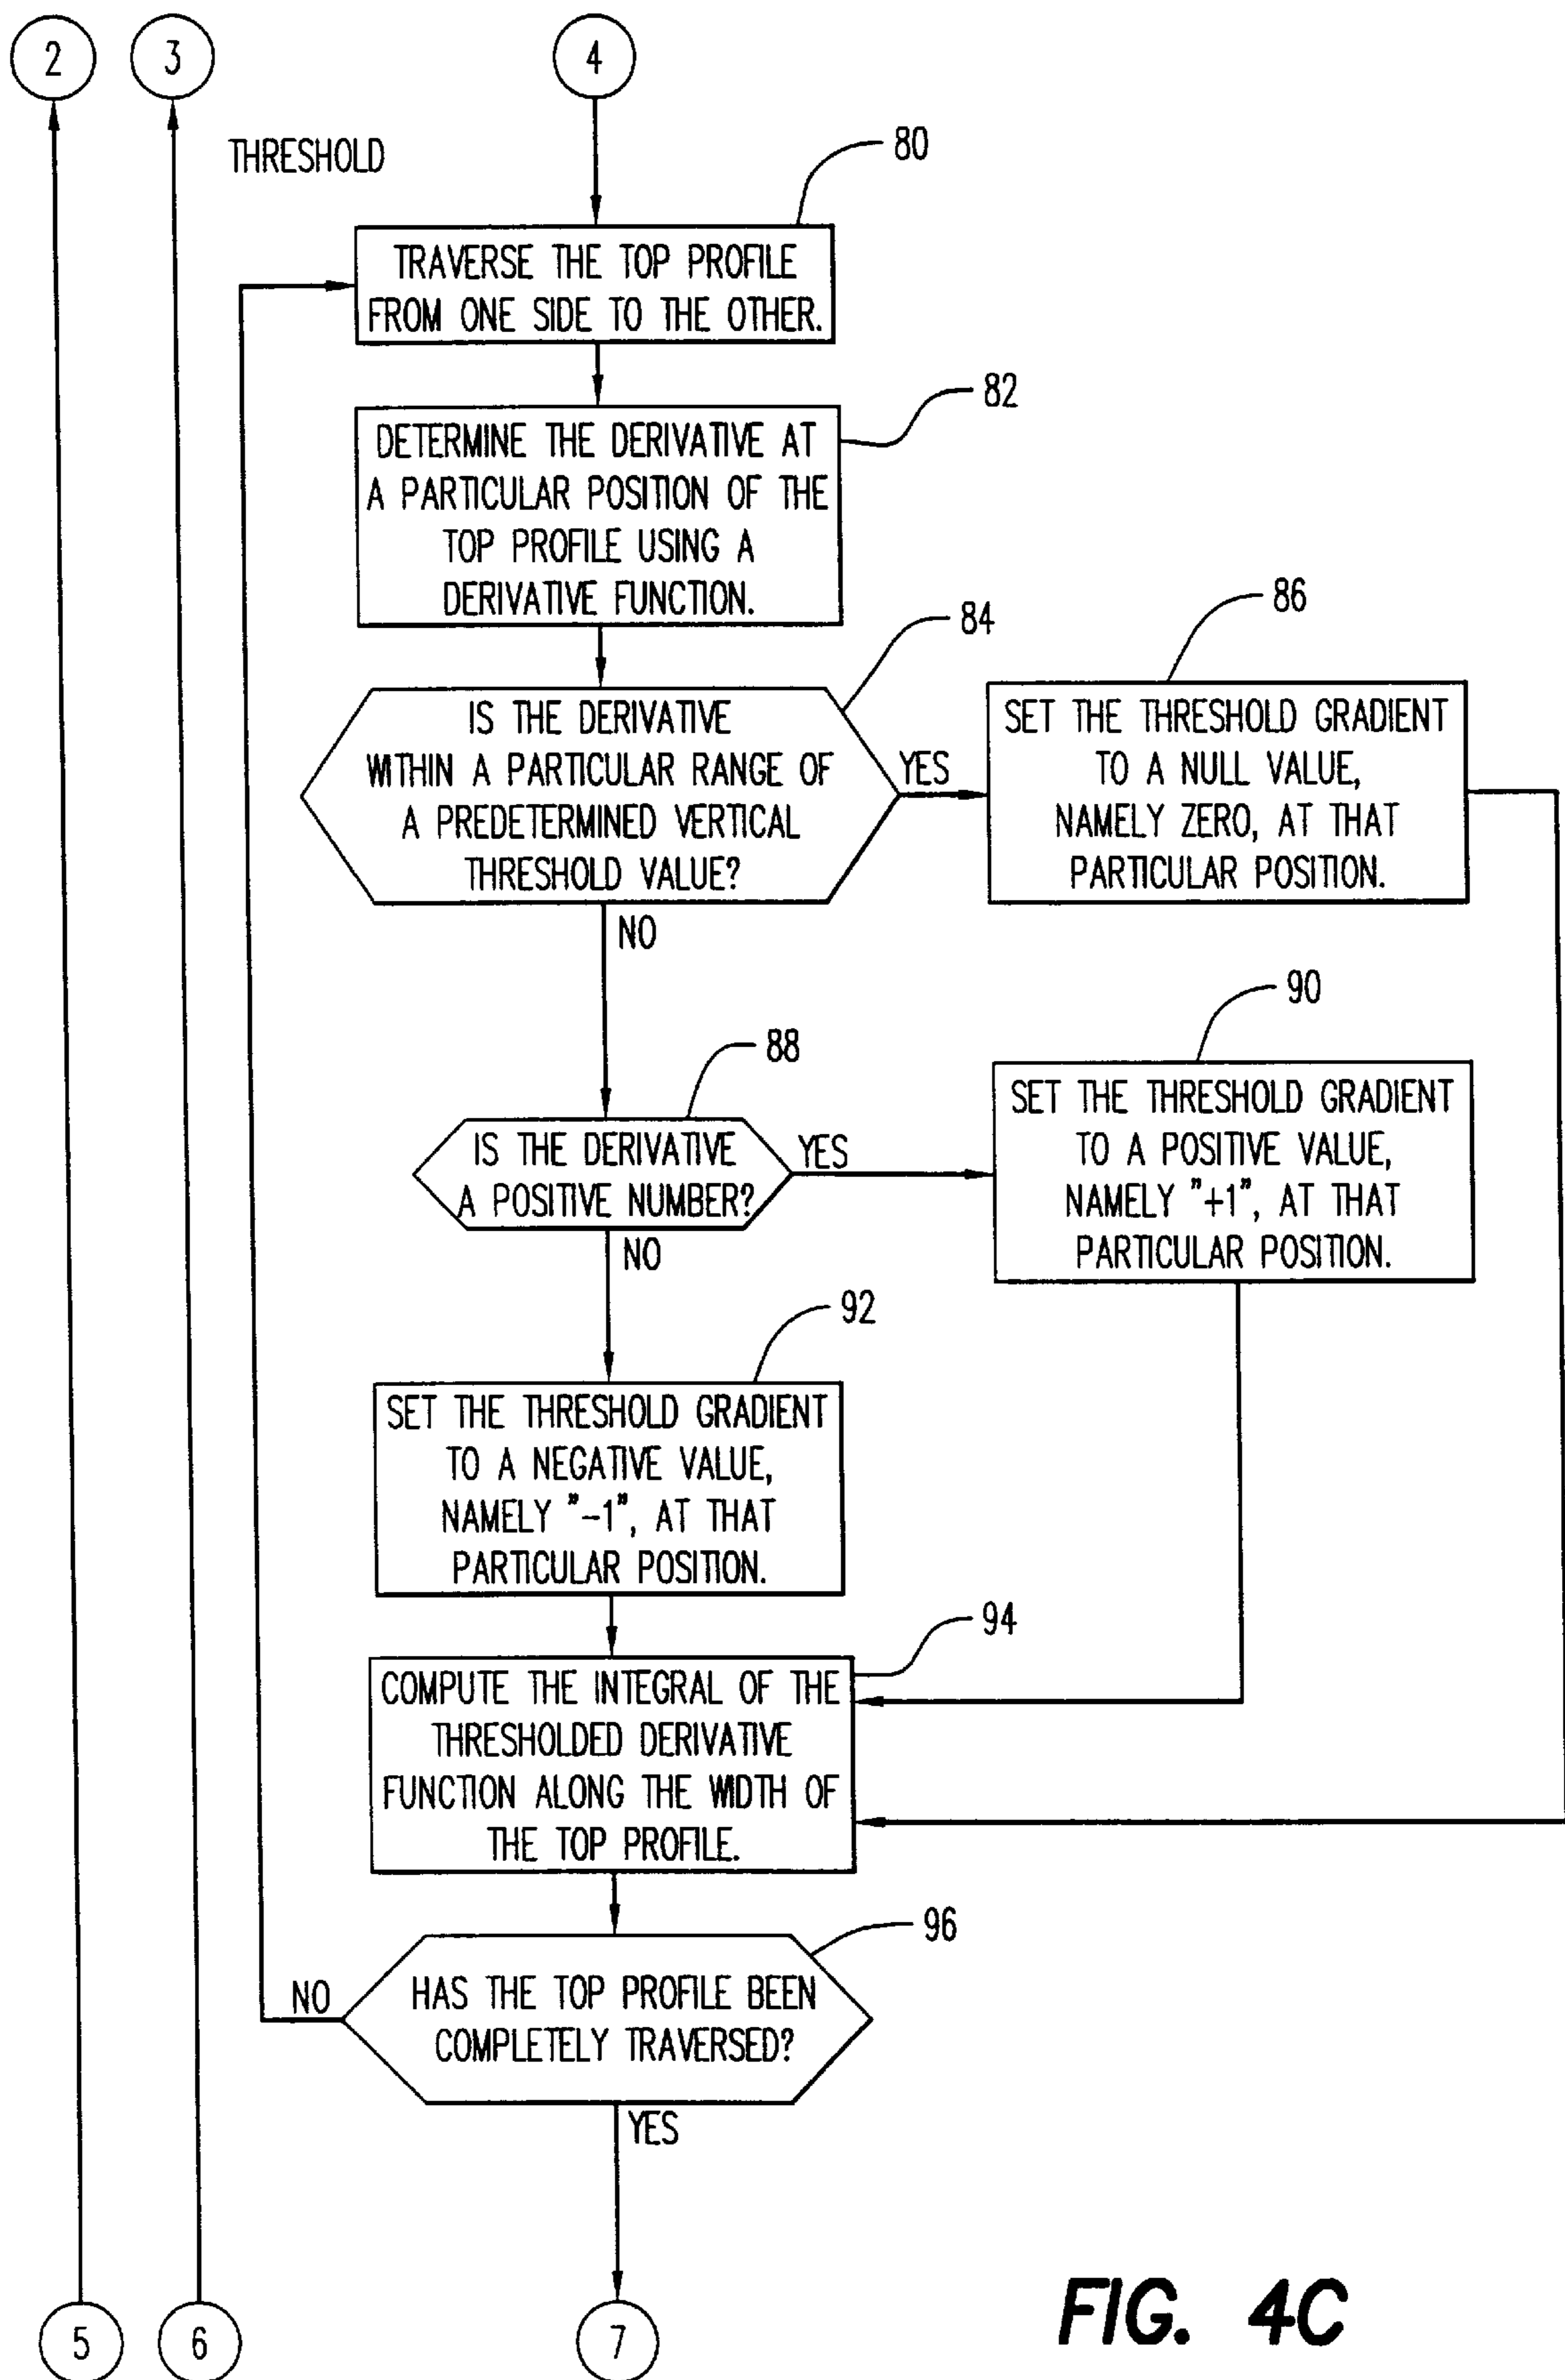 2
3
4
THRESHOLD
80
TRAVERSE THE TOP PROFILE
FROM ONE SIDE TO THE OTHER.
82
DETERMINE THE DERIVATIVE AT
A PARTICULAR POSITION OF THE
TOP PROFILE USING A
DERIVATIVE FUNCTION.
84
IS THE DERIVATIVE
WITHIN A PARTICULAR RANGE OF
A PREDETERMINED VERTICAL
THRESHOLD VALUE?
YES
86
SET THE THRESHOLD GRADIENT
TO A NULL VALUE,
NAMELY ZERO, AT THAT
PARTICULAR POSITION.
NO
88
IS THE DERIVATIVE
A POSITIVE NUMBER?
YES
90
SET THE THRESHOLD GRADIENT
TO A POSITIVE VALUE,
NAMELY "+1", AT THAT
PARTICULAR POSITION.
NO
92
SET THE THRESHOLD GRADIENT
TO A NEGATIVE VALUE,
NAMELY "-1", AT THAT
PARTICULAR POSITION.
94
COMPUTE THE INTEGRAL OF THE
THRESHOLDED DERIVATIVE
FUNCTION ALONG THE WIDTH OF
THE TOP PROFILE.
96
NO
HAS THE TOP PROFILE BEEN
COMPLETELY TRAVERSED?
YES
5
6
7
FIG. 4C